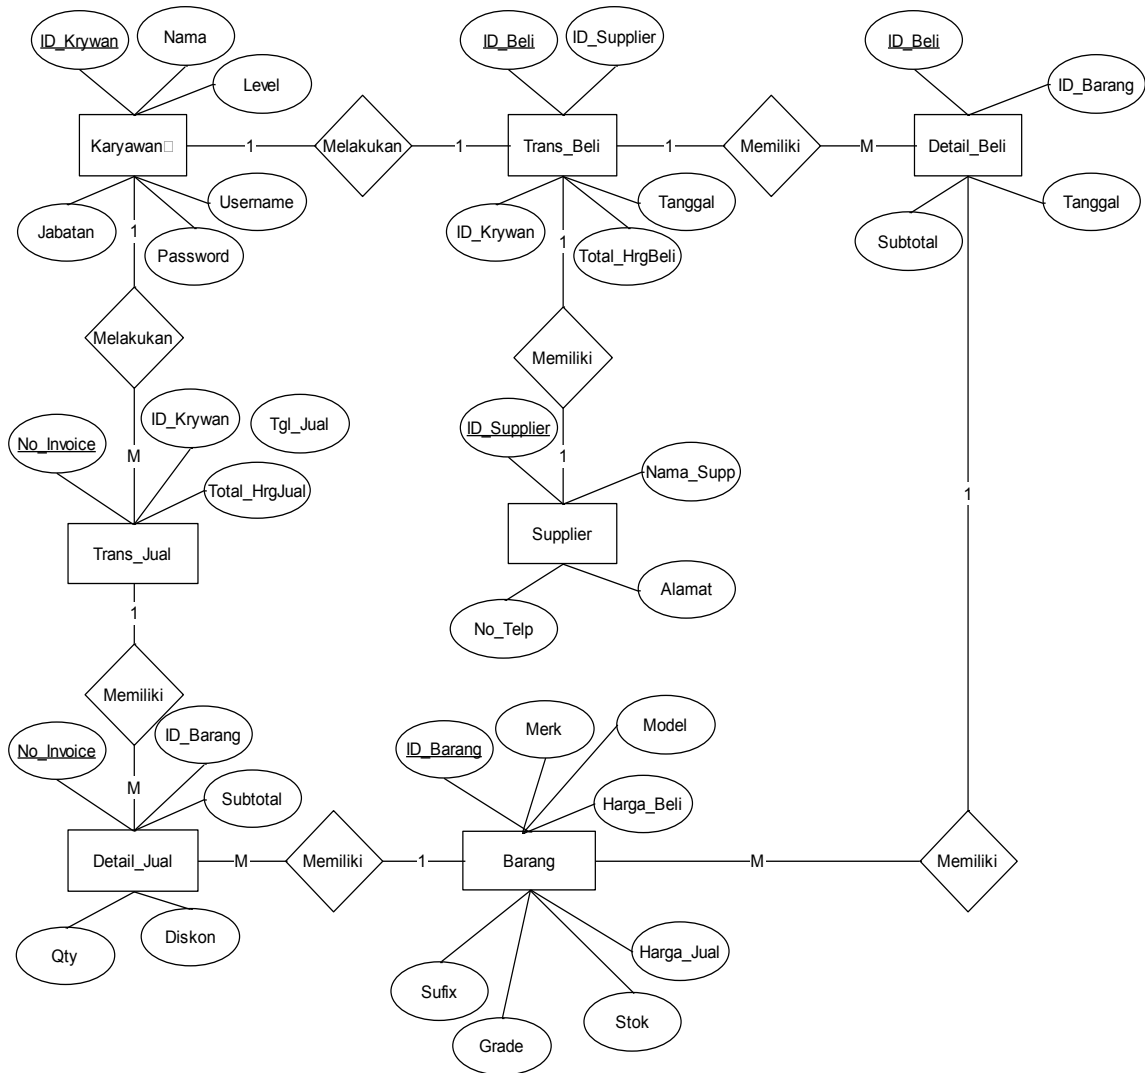 ID_Krywan
Nama
Level
Karyawan
Username
Jabatan
Password
1
Melakukan
1
ID_Beli
ID_Supplier
Trans_Beli
Tanggal
ID_Krywan
Total_HrgBeli
1
Memiliki
M
ID_Beli
ID_Barang
Detail_Beli
Tanggal
Subtotal
1
Melakukan
M
1
Memiliki
1
No_Invoice
ID_Krywan
Tgl_Jual
Total_HrgJual
Trans_Jual
ID_Supplier
Nama_Supp
Supplier
Alamat
No_Telp
1
1
Memiliki
M
No_Invoice
ID_Barang
Subtotal
Detail_Jual
Qty
Diskon
M
Memiliki
1
ID_Barang
Merk
Model
Harga_Beli
Barang
Harga_Jual
Sufix
Stok
Grade
M
Memiliki